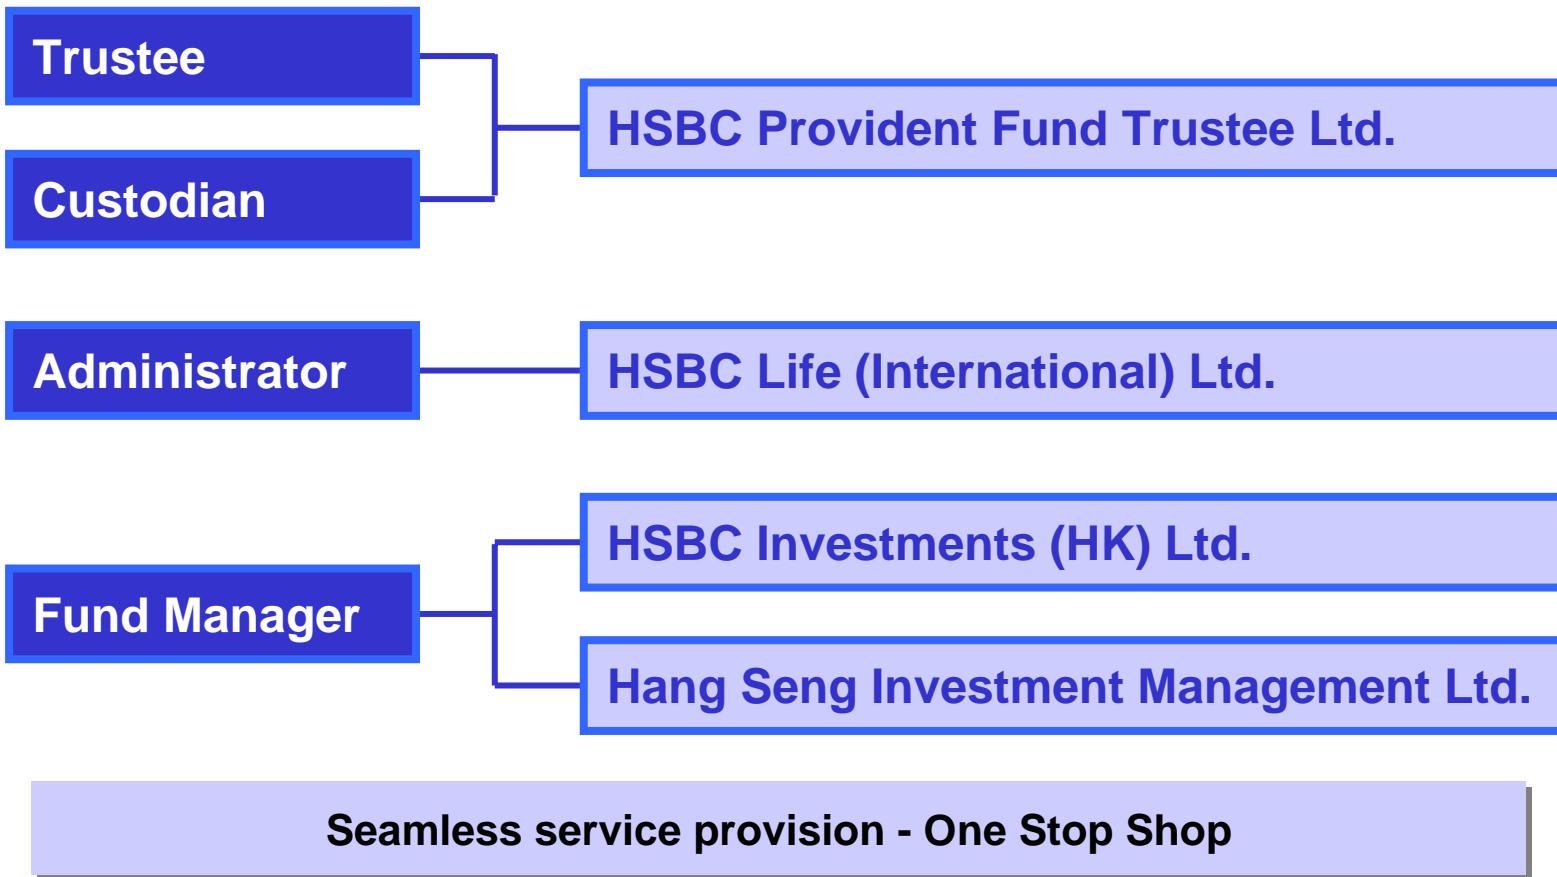 Trustee
HSBC Provident Fund Trustee Ltd.
Custodian
Administrator
HSBC Life (International) Ltd.
HSBC Investments (HK) Ltd.
Fund Manager
Hang Seng Investment Management Ltd.
Seamless service provision - One Stop Shop